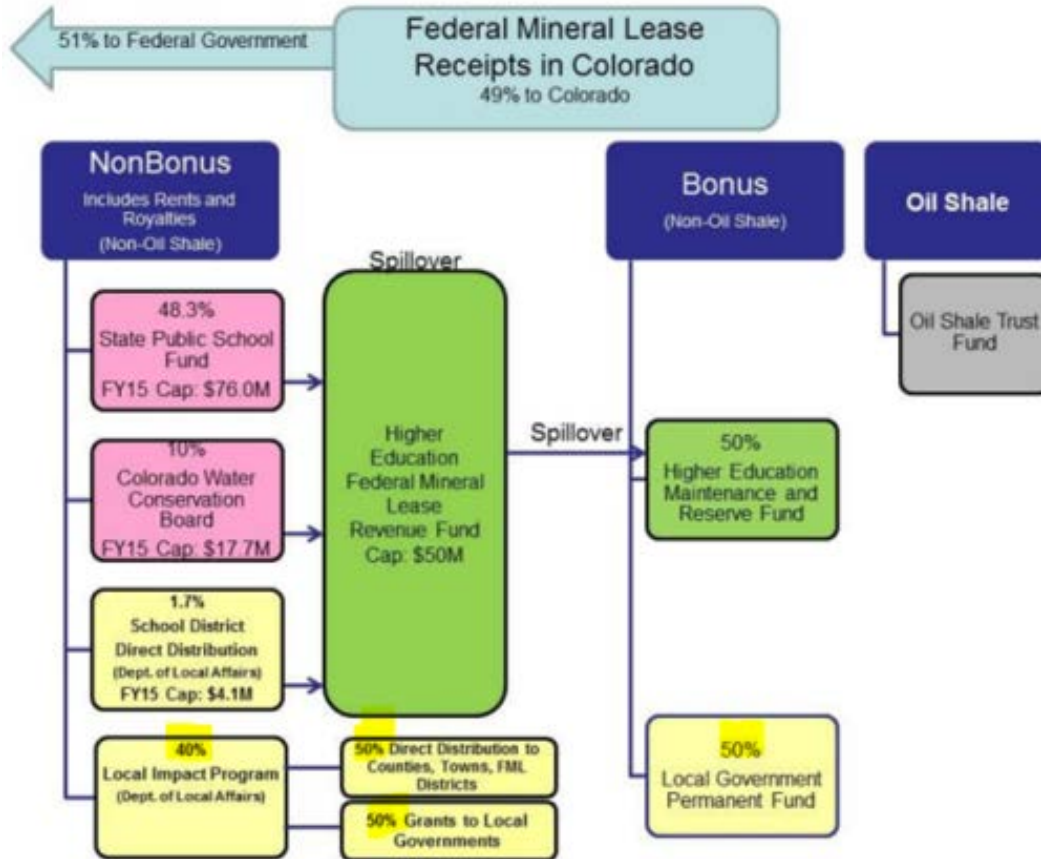 51% to Federal Government
Federal Mineral Lease
Receipts in Colorado
49% to Colorado
NonBonus
Includes Rents and
Royalties
(Non-Oil Shale)
Bonus
(Non-Oil Shale)
Oil Shale
Spillover
48.3%
State Public School
Fund
FY15 Cap: $76.0M
10%
Colorado Water
Conservation
Board
FY15 Cap: $17.7M
1.7%
School District
Direct Distribution
(Dept. of Local Affairs)
FY15 Cap: $4.1M
40%
Local Impact Program
(Dept. of Local Affairs)
Higher
Education
Federal Mineral
Lease
Revenue Fund
Cap: $50M
50% Direct Distribution to
Counties, Towns, FML
Districts
50% Grants to Local
Governments
Spillover
50%
Higher Education
Maintenance and
Reserve Fund
50%
Local Government
Permanent Fund
Oil Shale Trust
Fund